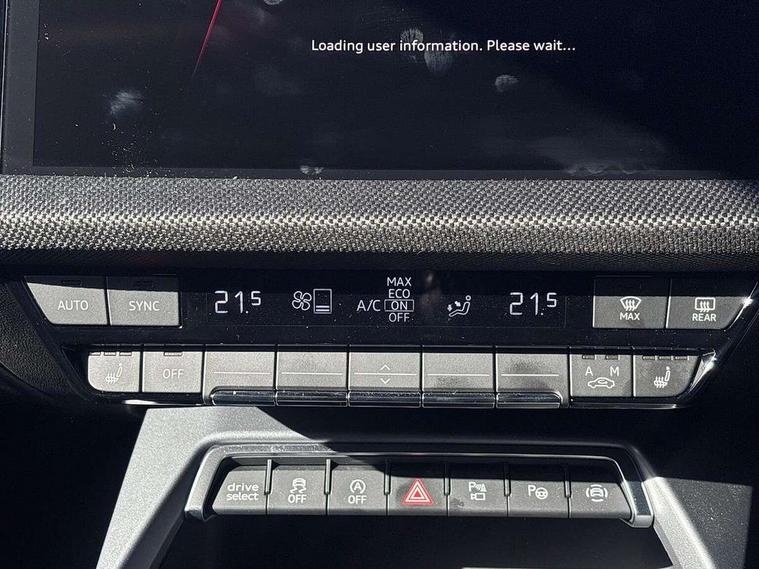 Loading user information. Please wait...
AUTO
SYNC
21.5
A/C
MAX
ECO
ON
OFF
21.5
MAX
REAR
OFF
A M
drive
select
OFF
A
OFF
P
P